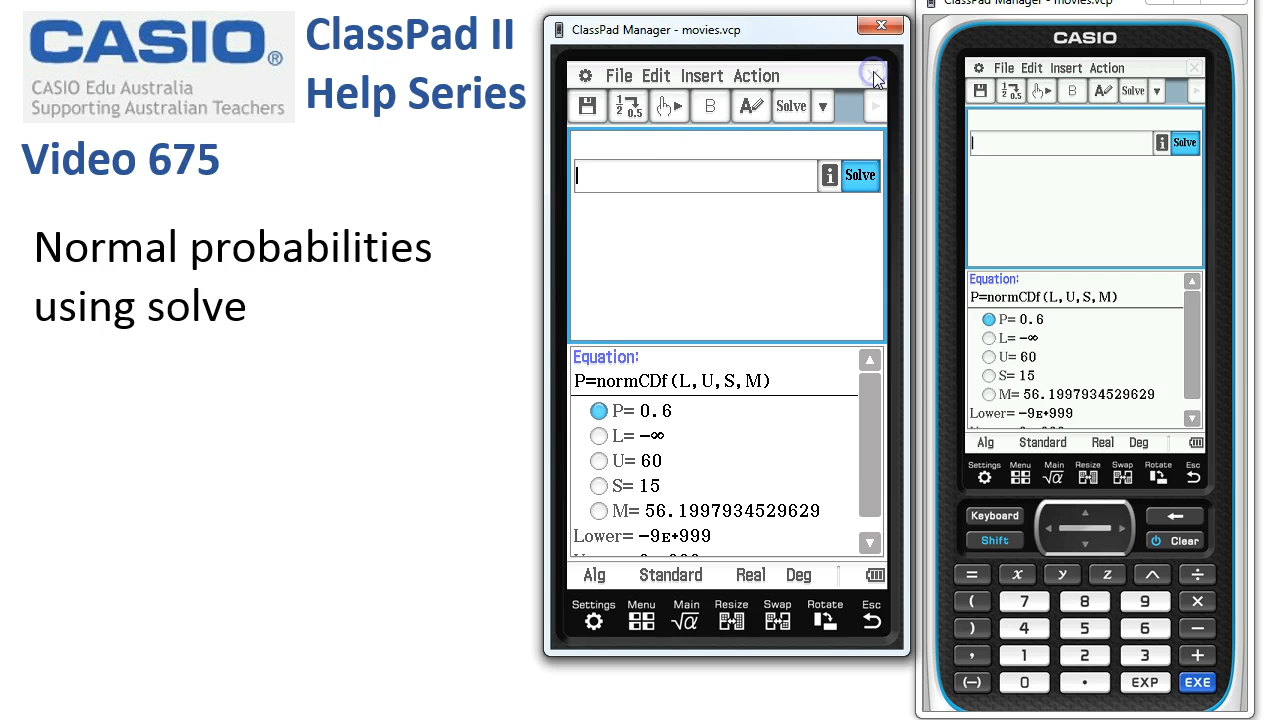 CASIO®
CASIO Edu Australia
Supporting Australian Teachers
ClassPad II
Help Series
Video 675
Normal probabilities
using solve
ClassPad Manager - movies.vcp
File Edit Insert Action
B Solve
Solve
Equation:
P=normCDf(L,U,S,M)
P= 0.6
L= -∞
U= 60
S= 15
M= 56.1997934529629
Lower= -9E+999
Alg Standard Real Deg
Settings Menu Main Resize Swap Rotate Esc
ClassPad Manager - movies.vcp
CASIO
File Edit Insert Action
B Solve
Solve
Equation:
P=normCDf(L,U,S,M)
P= 0.6
L= -∞
U= 60
S= 15
M= 56.1997934529629
Lower= -9E+999
Alg Standard Real Deg
Settings Menu Main Resize Swap Rotate Esc
Keyboard
Shift Clear
= x y z ^ ÷
( 7 8 9 ×
) 4 5 6 −
, 1 2 3 +
(−) 0 • EXP EXE